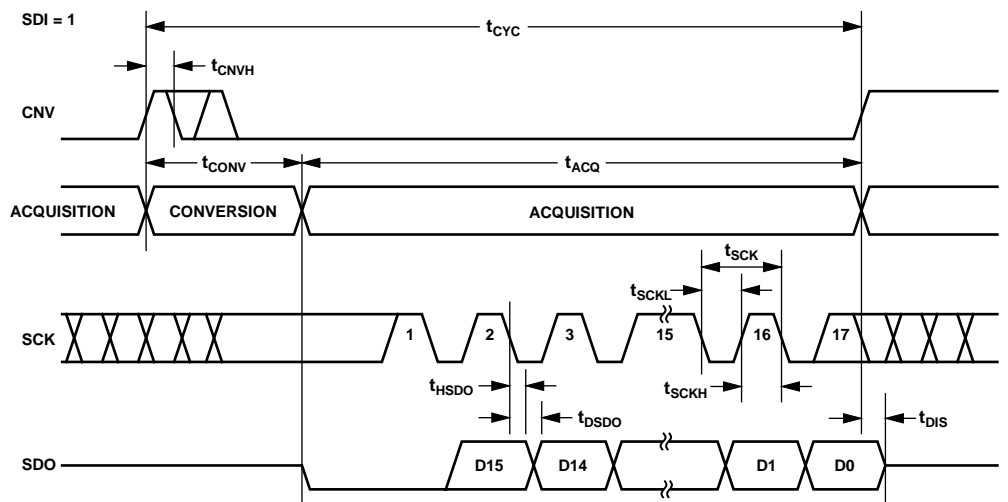 SDI = 1
tCYC
tCNVH
CNV
tCONV
tACQ
ACQUISITION
CONVERSION
ACQUISITION
tSCK
tSCKL
SCK
1
2
3
15
16
17
tHSDO
tSCKH
tDSDO
tDIS
SDO
D15
D14
D1
D0